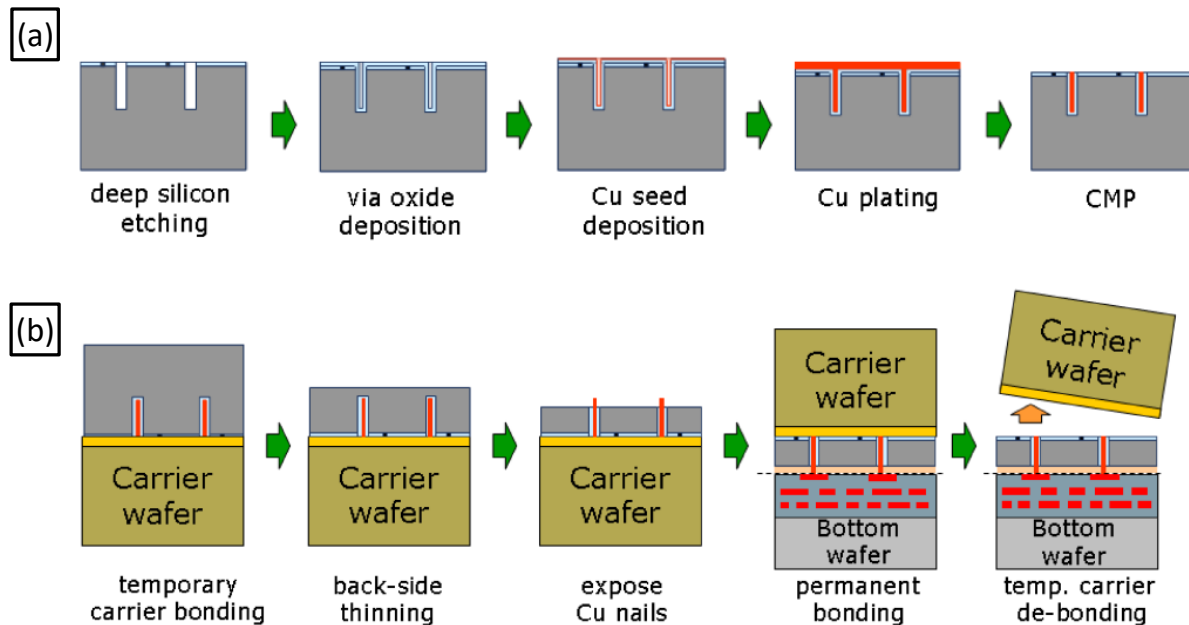 (a)
deep silicon
etching
via oxide
deposition
Cu seed
deposition
Cu plating
CMP
(b)
Carrier
wafer
temporary
carrier bonding
Carrier
wafer
back-side
thinning
Carrier
wafer
expose
Cu nails
Carrier
wafer
Bottom
wafer
permanent
bonding
Carrier
wafer
Bottom
wafer
temp. carrier
de-bonding